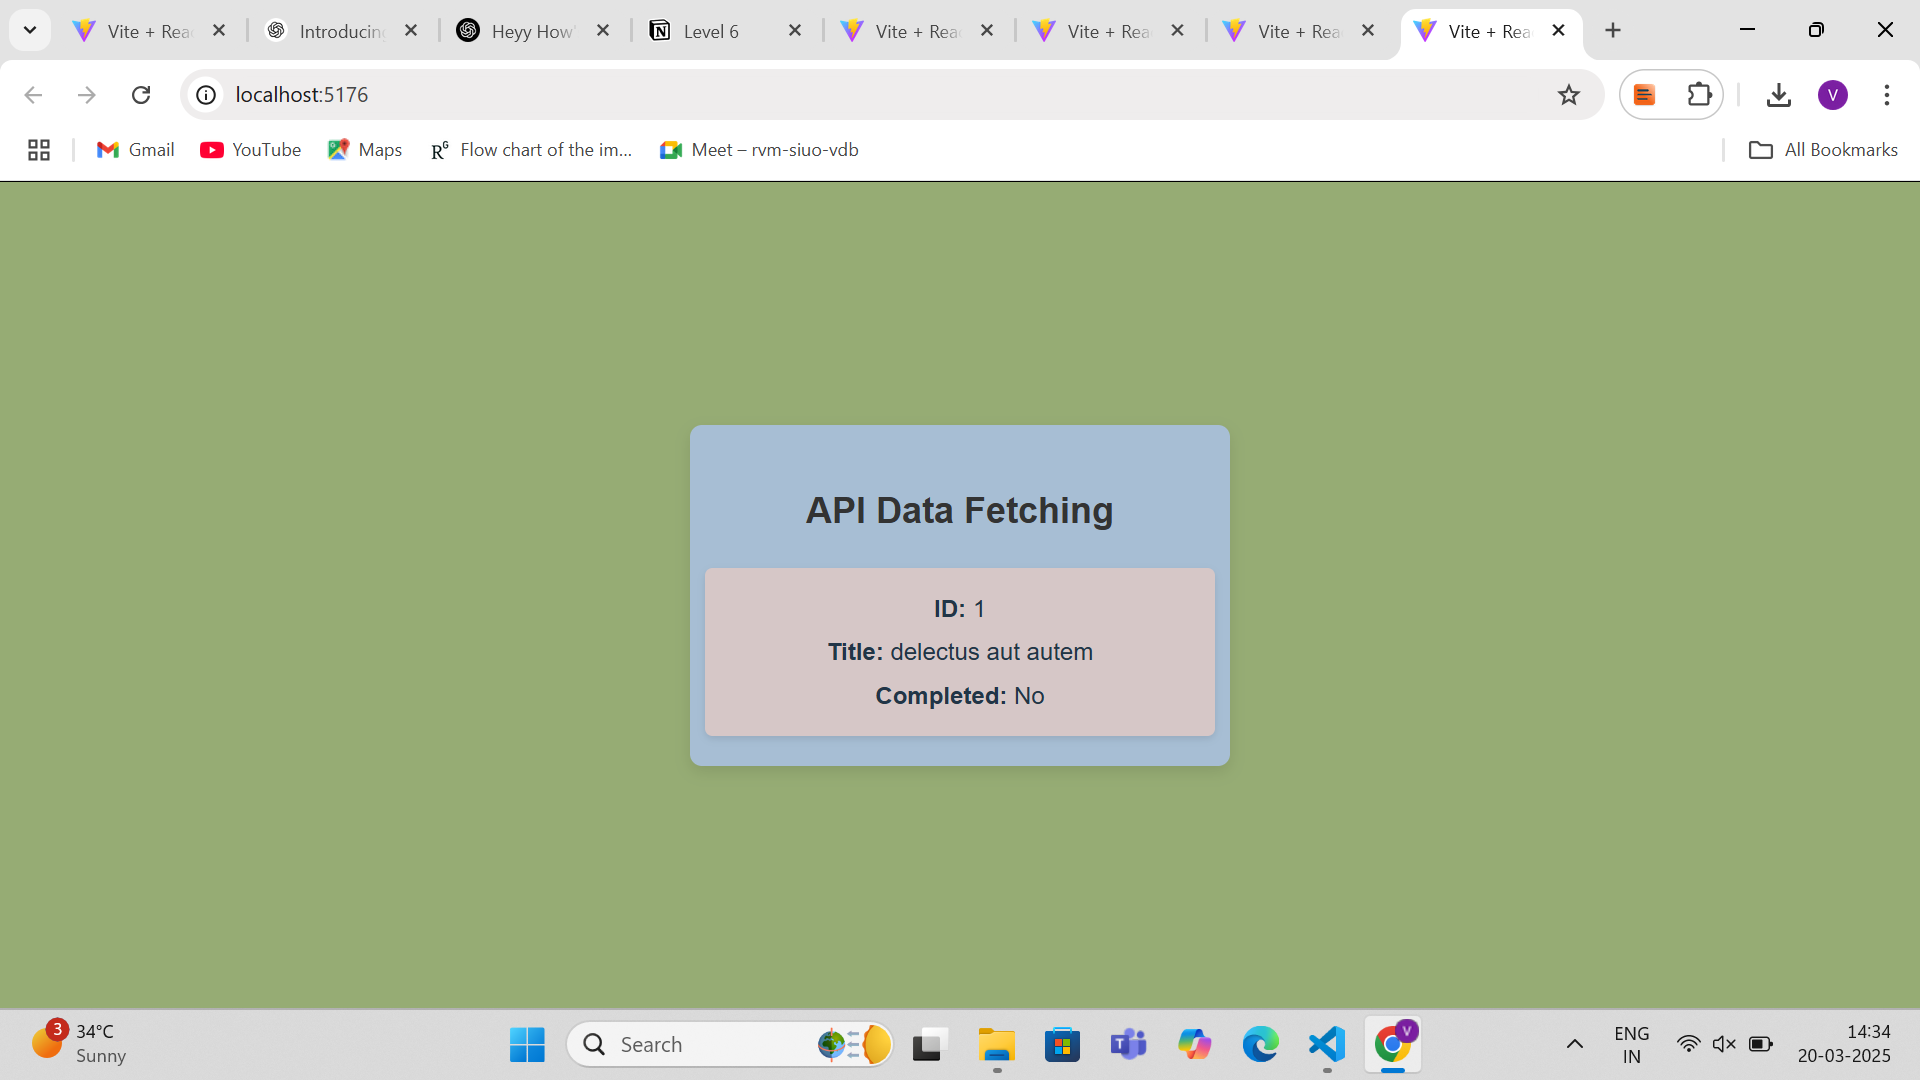 Vite + Rea
Introducing
Heyy How'
Level 6
Vite + Rea
Vite + Rea
Vite + Rea
Vite + Rea
localhost:5176
V
Gmail
YouTube
Maps
RG Flow chart of the im...
Meet – rvm-siuo-vdb
All Bookmarks
API Data Fetching
ID: 1
Title: delectus aut autem
Completed: No
3
34°C
Sunny
Search
T
V
ENG
IN
14:34
20-03-2025